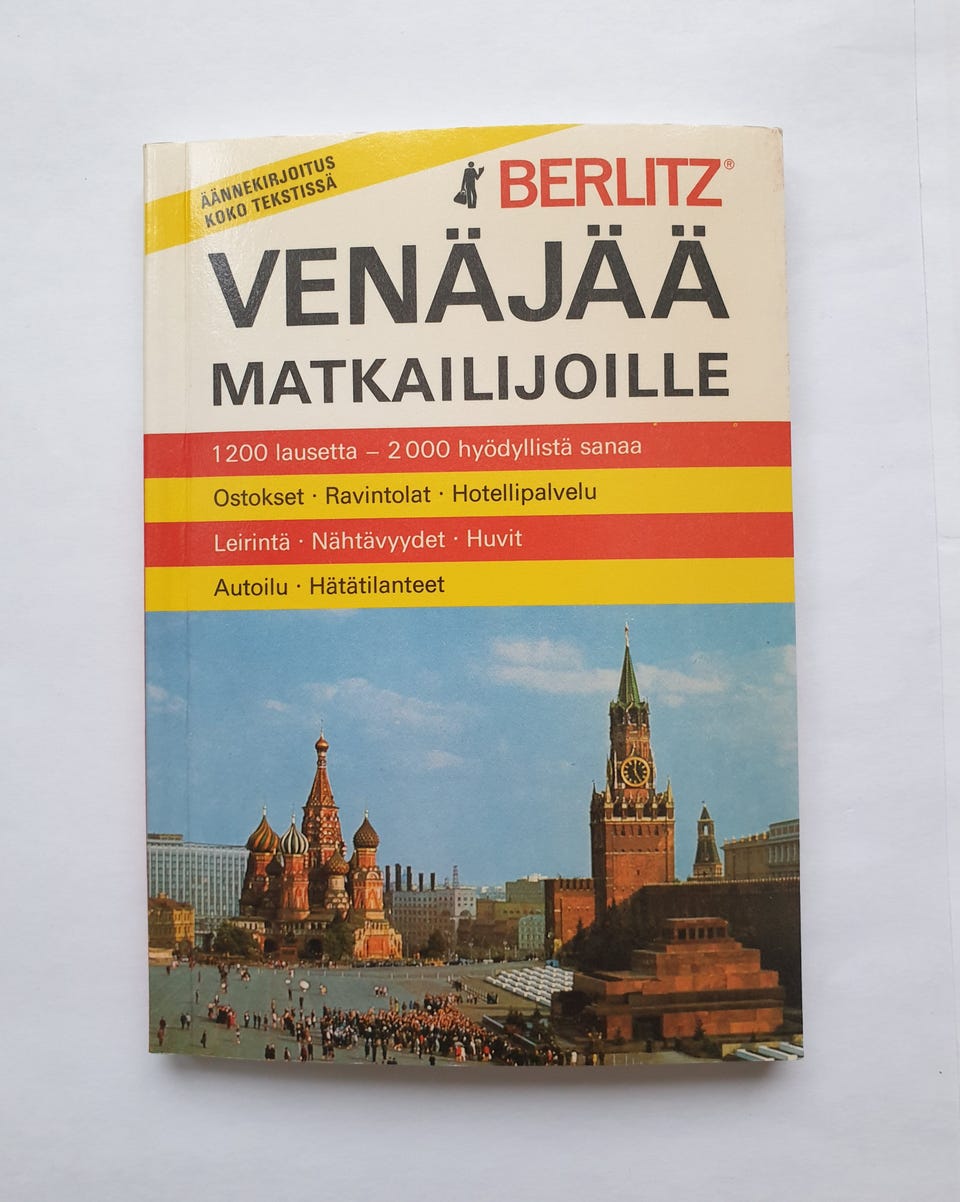 ÄÄNNEKIRJOITUS
KOKO TEKSTISSÄ
BERLITZ®
VENÄJÄÄ
MATKAILIJOILLE
1200 lausetta – 2000 hyödyllistä sanaa
Ostokset · Ravintolat · Hotellipalvelu
Leirintä · Nähtävyydet · Huvit
Autoilu · Hätätilanteet